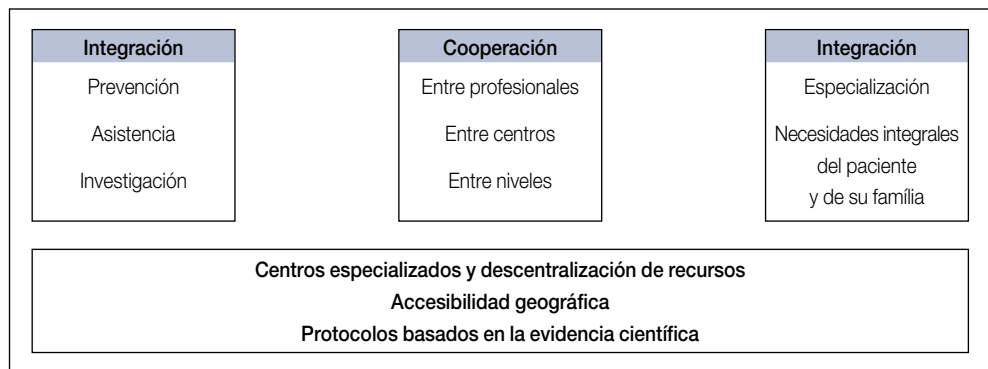 Integración
Prevención
Asistencia
Investigación
Cooperación
Entre profesionales
Entre centros
Entre niveles
Integración
Especialización
Necesidades integrales
del paciente
y de su família
Centros especializados y descentralización de recursos
Accesibilidad geográfica
Protocolos basados en la evidencia científica